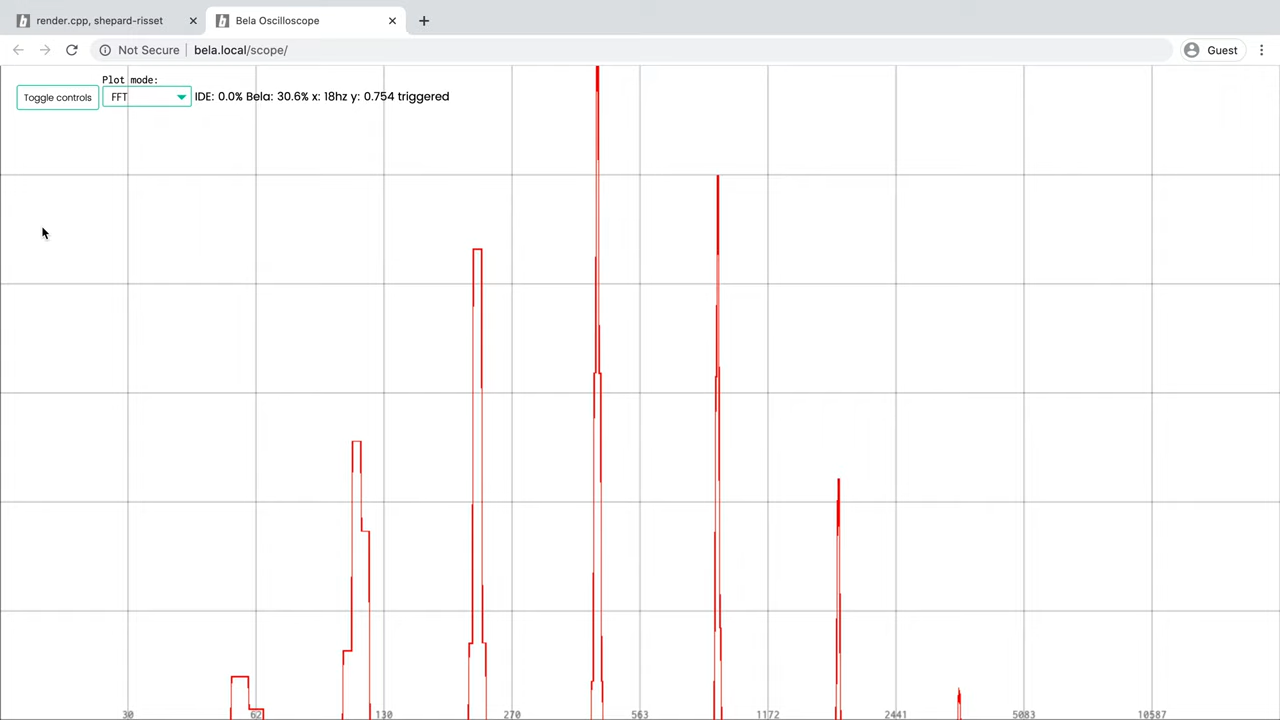 render.cpp, shepard-risset
Bela Oscilloscope
Not Secure bela.local/scope/
Guest
Plot mode:
Toggle controls FFT IDE: 0.0% Bela: 30.6% x: 18hz y: 0.754 triggered
30 62 130 270 563 1172 2441 5083 10587